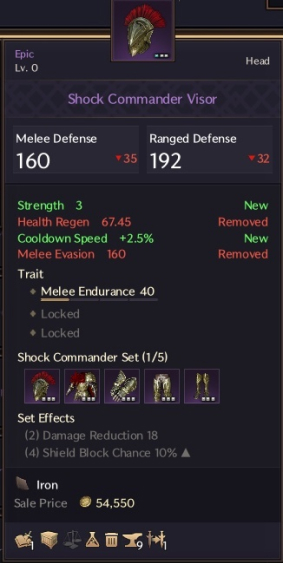 Epic
Lv. 0
Head
Shock Commander Visor
Melee Defense
160 ▼35
Ranged Defense
192 ▼32
Strength 3 New
Health Regen 67.45 Removed
Cooldown Speed +2.5% New
Melee Evasion 160 Removed
Trait
Melee Endurance 40
Locked
Locked
Shock Commander Set (1/5)
Set Effects
(2) Damage Reduction 18
(4) Shield Block Chance 10% ▲
Iron
Sale Price 54,550
1 9 1